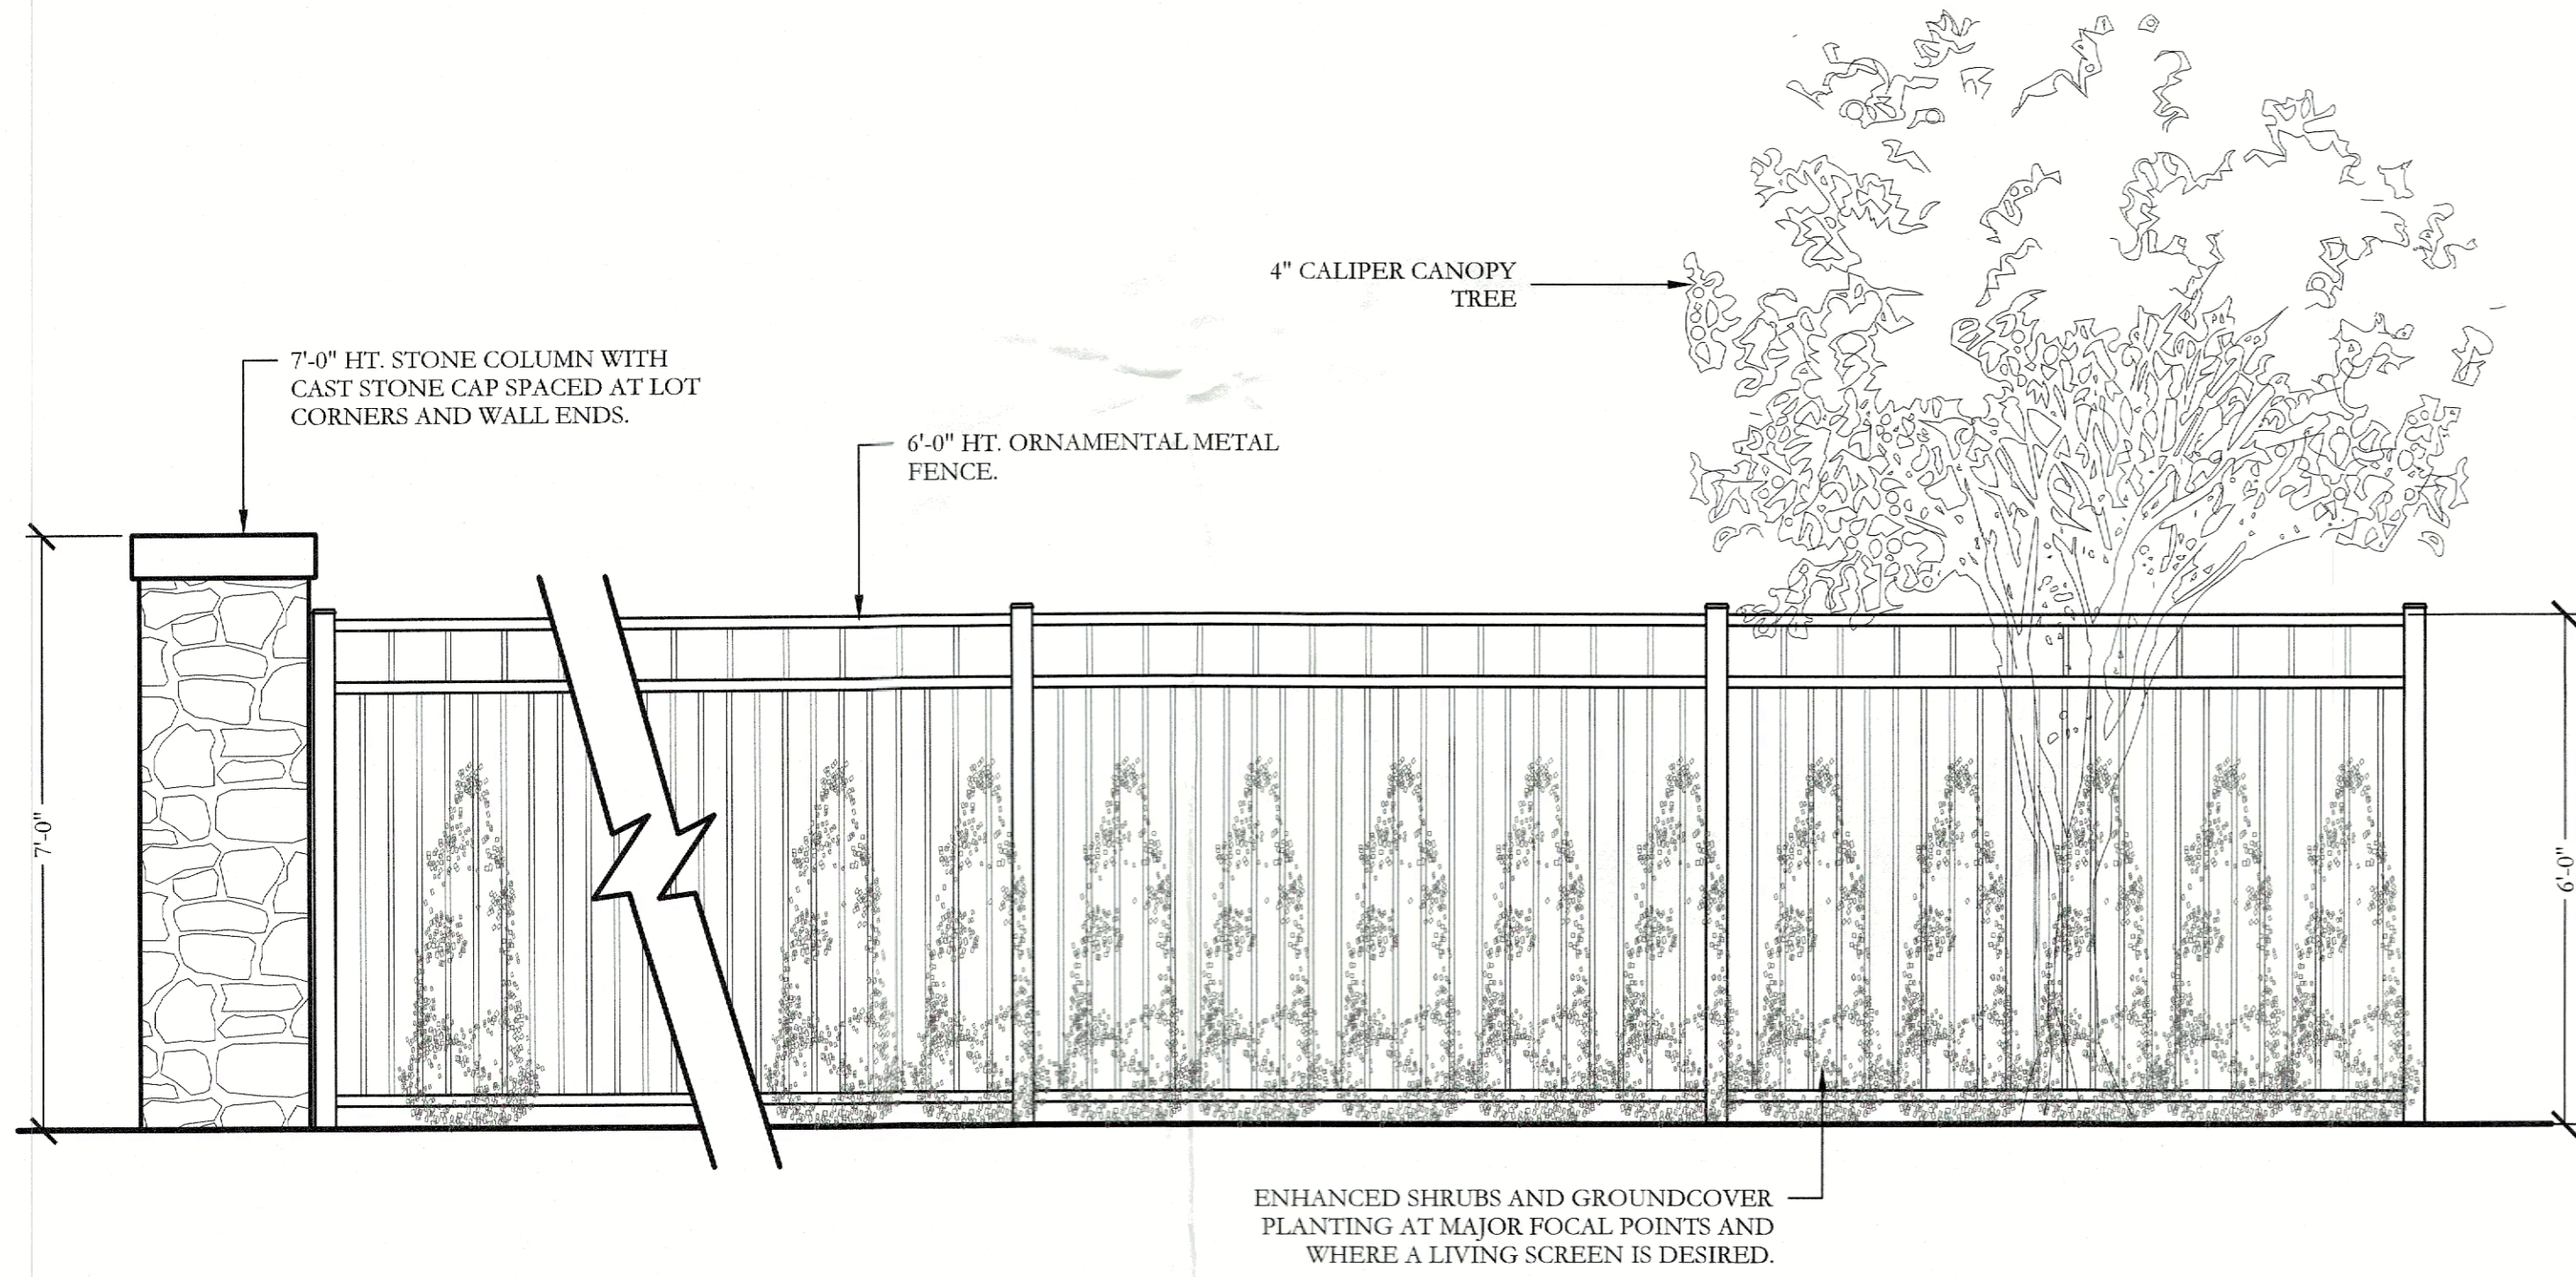 4" CALIPER CANOPY
TREE
7'-0" HT. STONE COLUMN WITH
CAST STONE CAP SPACED AT LOT
CORNERS AND WALL ENDS.
6'-0" HT. ORNAMENTAL METAL
FENCE.
7'-0"
6'-0"
ENHANCED SHRUBS AND GROUNDCOVER
PLANTING AT MAJOR FOCAL POINTS AND
WHERE A LIVING SCREEN IS DESIRED.